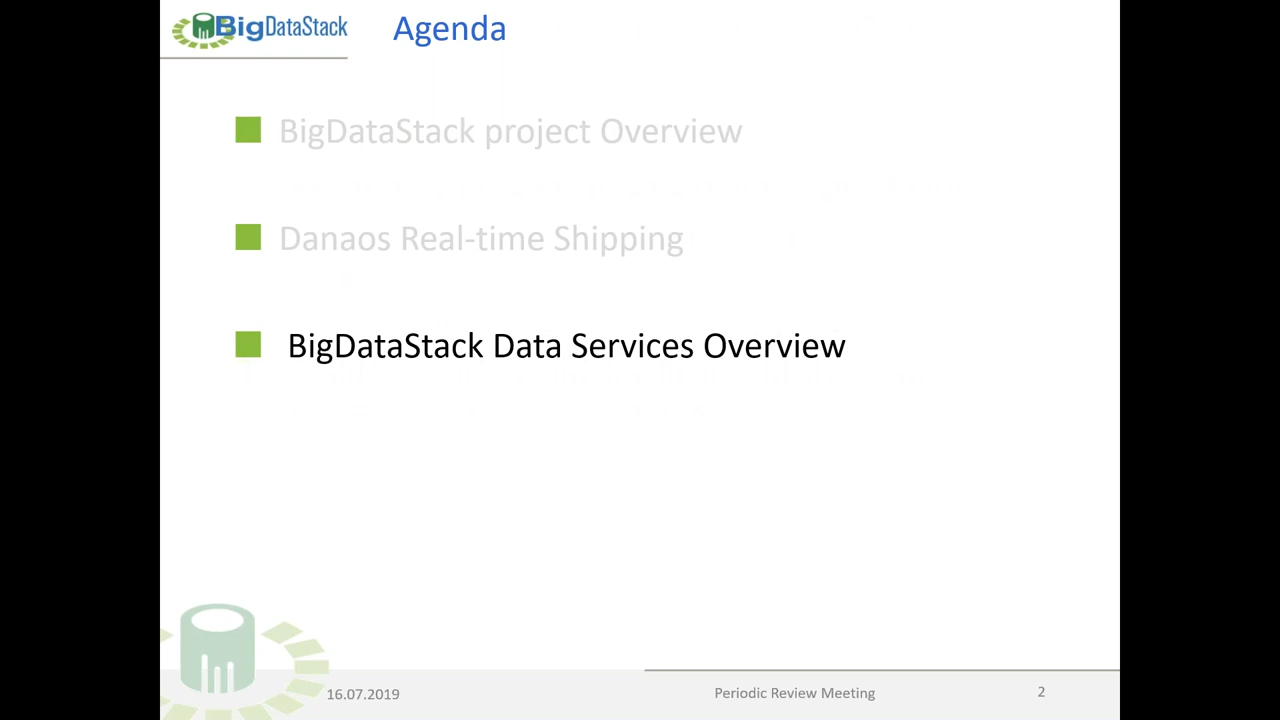 BigDataStack
Agenda
BigDataStack project Overview
Danaos Real-time Shipping
BigDataStack Data Services Overview
16.07.2019
Periodic Review Meeting
2